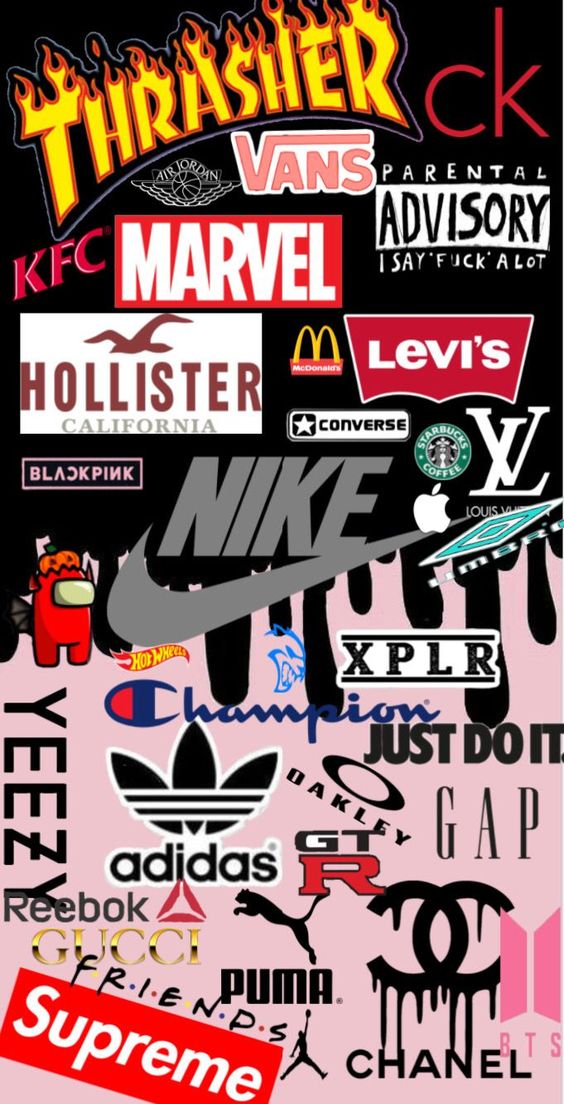 THRASHER
ck
AIR JORDAN
VANS
PARENTAL
ADVISORY
I SAY "FUCK" A LOT
KFC®
MARVEL
HOLLISTER
CALIFORNIA
McDonald's
LEVI'S
CONVERSE
STARBUCKS
COFFEE
LV
LOUIS VUITTON
BLACKPINK
NIKE
UMBRO
HOT WHEELS
XPLR
Champion®
YEEZY
JUST DO IT.
OAKLEY
adidas®
GAP
GT
R
Reebok
GUCCI
F·R·I·E·N·D·S
PUMA®
Supreme
CHANEL
BTS